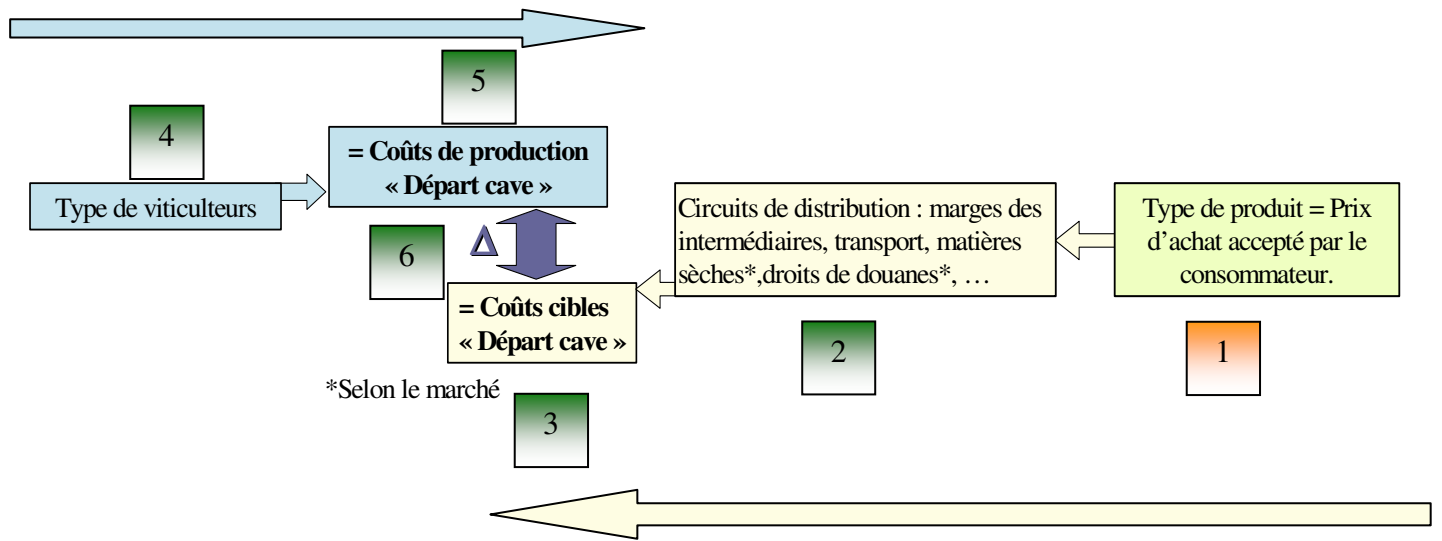 5
4
= Coûts de production
« Départ cave »
Type de viticulteurs
Circuits de distribution : marges des
intermédiaires, transport, matières
sèches*,droits de douanes*, …
Type de produit = Prix
d’achat accepté par le
consommateur.
6
Δ
= Coûts cibles
« Départ cave »
2
1
*Selon le marché
3